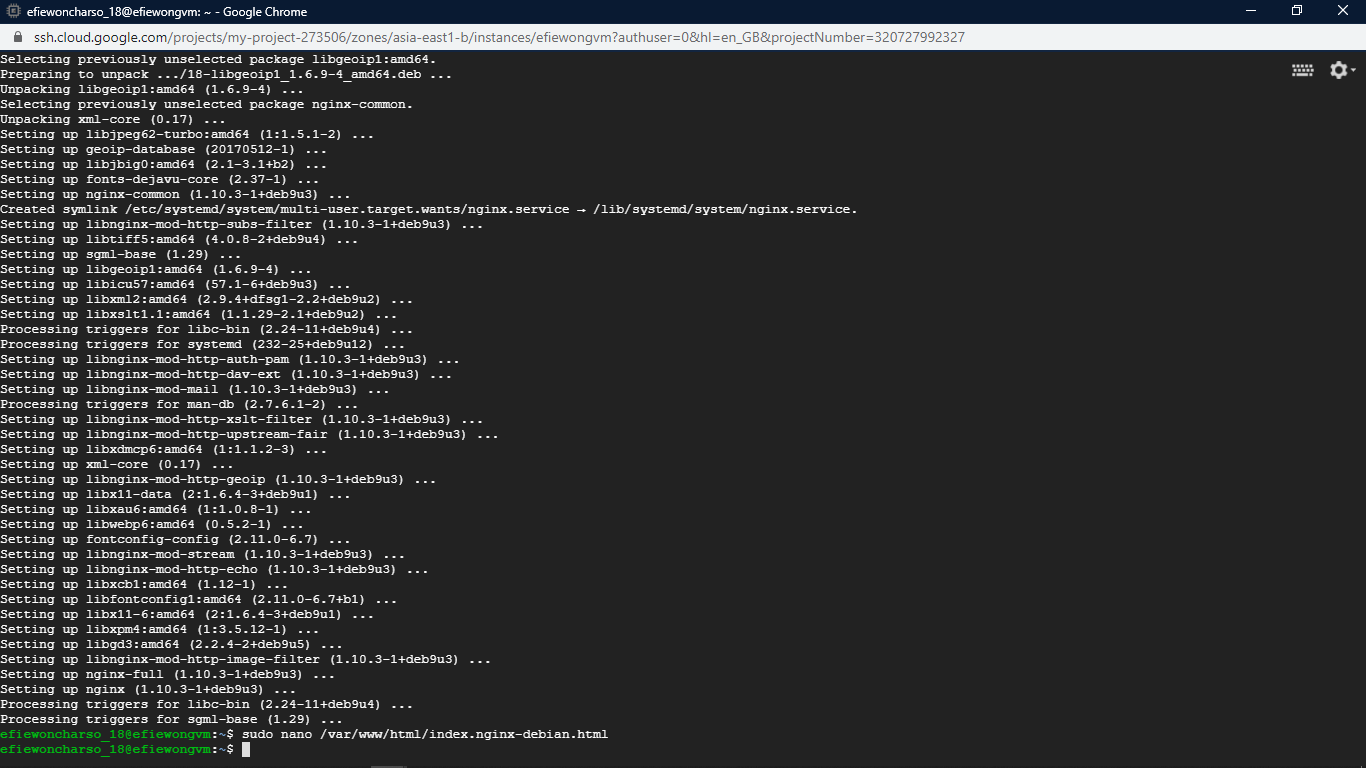 efiewoncharso_18@efiewongvm: ~ - Google Chrome
ssh.cloud.google.com/projects/my-project-273506/zones/asia-east1-b/instances/efiewongvm?authuser=0&hl=en_GB&projectNumber=320727992327
Selecting previously unselected package libgeoip1:amd64.
Preparing to unpack .../18-libgeoip1_1.6.9-4_amd64.deb ...
Unpacking libgeoip1:amd64 (1.6.9-4) ...
Selecting previously unselected package nginx-common.
Unpacking xml-core (0.17) ...
Setting up libjpeg62-turbo:amd64 (1:1.5.1-2) ...
Setting up geoip-database (20170512-1) ...
Setting up libjbig0:amd64 (2.1-3.1+b2) ...
Setting up fonts-dejavu-core (2.37-1) ...
Setting up nginx-common (1.10.3-1+deb9u3) ...
Created symlink /etc/systemd/system/multi-user.target.wants/nginx.service → /lib/systemd/system/nginx.service.
Setting up libnginx-mod-http-subs-filter (1.10.3-1+deb9u3) ...
Setting up libtiff5:amd64 (4.0.8-2+deb9u4) ...
Setting up sgml-base (1.29) ...
Setting up libgeoip1:amd64 (1.6.9-4) ...
Setting up libicu57:amd64 (57.1-6+deb9u3) ...
Setting up libxml2:amd64 (2.9.4+dfsg1-2.2+deb9u2) ...
Setting up libxslt1.1:amd64 (1.1.29-2.1+deb9u2) ...
Processing triggers for libc-bin (2.24-11+deb9u4) ...
Processing triggers for systemd (232-25+deb9u12) ...
Setting up libnginx-mod-http-auth-pam (1.10.3-1+deb9u3) ...
Setting up libnginx-mod-http-dav-ext (1.10.3-1+deb9u3) ...
Setting up libnginx-mod-mail (1.10.3-1+deb9u3) ...
Processing triggers for man-db (2.7.6.1-2) ...
Setting up libnginx-mod-http-xslt-filter (1.10.3-1+deb9u3) ...
Setting up libnginx-mod-http-upstream-fair (1.10.3-1+deb9u3) ...
Setting up libxdmcp6:amd64 (1:1.1.2-3) ...
Setting up xml-core (0.17) ...
Setting up libnginx-mod-http-geoip (1.10.3-1+deb9u3) ...
Setting up libx11-data (2:1.6.4-3+deb9u1) ...
Setting up libxau6:amd64 (1:1.0.8-1) ...
Setting up libwebp6:amd64 (0.5.2-1) ...
Setting up fontconfig-config (2.11.0-6.7) ...
Setting up libnginx-mod-stream (1.10.3-1+deb9u3) ...
Setting up libnginx-mod-http-echo (1.10.3-1+deb9u3) ...
Setting up libxcb1:amd64 (1.12-1) ...
Setting up libfontconfig1:amd64 (2.11.0-6.7+b1) ...
Setting up libx11-6:amd64 (2:1.6.4-3+deb9u1) ...
Setting up libxpm4:amd64 (1:3.5.12-1) ...
Setting up libgd3:amd64 (2.2.4-2+deb9u5) ...
Setting up libnginx-mod-http-image-filter (1.10.3-1+deb9u3) ...
Setting up nginx-full (1.10.3-1+deb9u3) ...
Setting up nginx (1.10.3-1+deb9u3) ...
Processing triggers for libc-bin (2.24-11+deb9u4) ...
Processing triggers for sgml-base (1.29) ...
efiewoncharso_18@efiewongvm:~$ sudo nano /var/www/html/index.nginx-debian.html
efiewoncharso_18@efiewongvm:~$